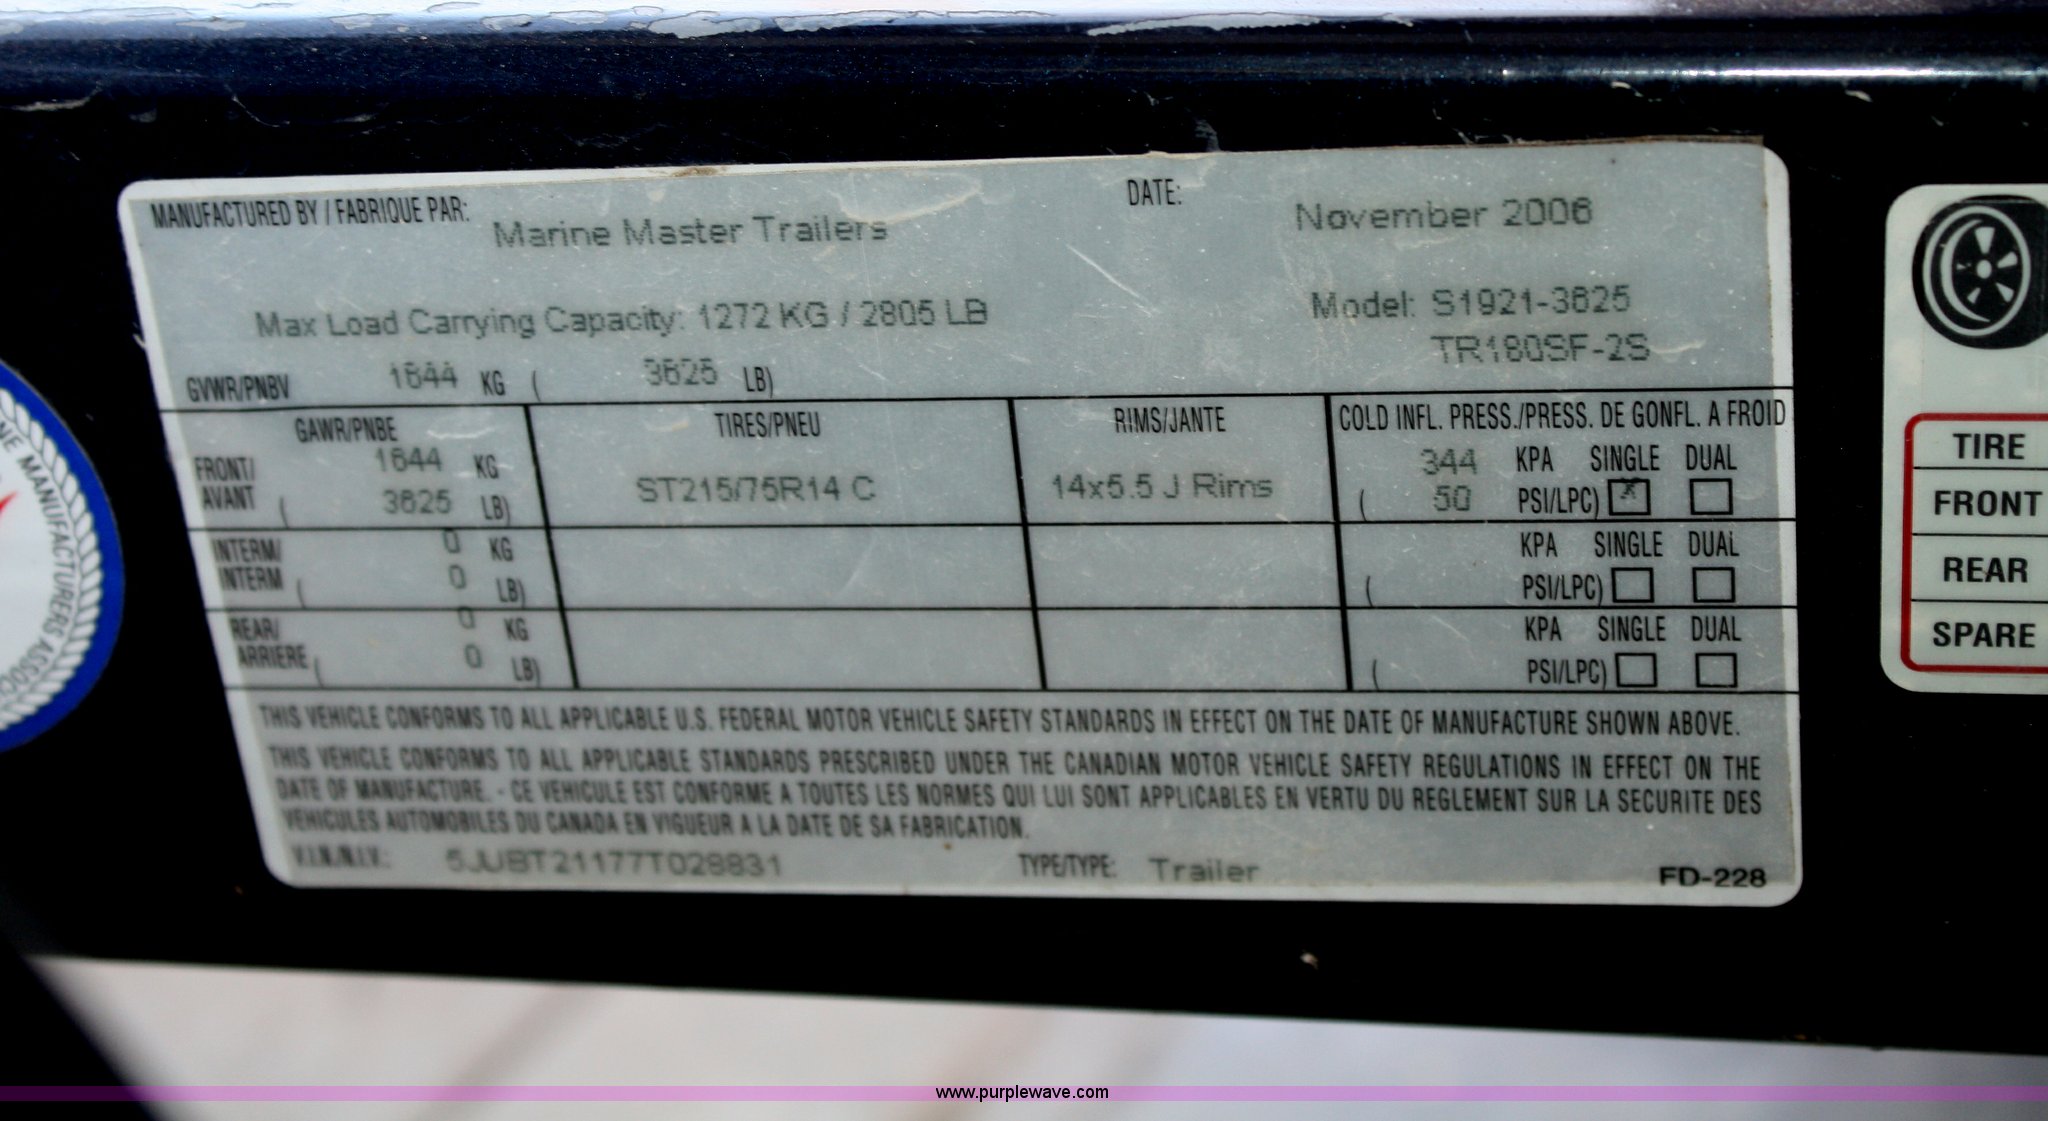 MANUFACTURED BY / FABRIQUE PAR: Marine Master Trailers DATE: November 2006
Max Load Carrying Capacity: 1272 KG / 2805 LB Model: S1921-3625
TR180SF-2S
GVWR/PNBV 1644 KG ( 3625 LB)
GAWR/PNBE TIRES/PNEU RIMS/JANTE COLD INFL. PRESS./PRESS. DE GONFL. A FROID
FRONT/ 1644 KG 344 KPA SINGLE DUAL
AVANT ( 3625 LB) ST215/75R14 C 14x5.5 J Rims ( 50 PSI/LPC) X
INTERM/ 0 KG KPA SINGLE DUAL
INTERM ( 0 LB) ( PSI/LPC)
REAR/ 0 KG KPA SINGLE DUAL
ARRIERE ( 0 LB) ( PSI/LPC)
THIS VEHICLE CONFORMS TO ALL APPLICABLE U.S. FEDERAL MOTOR VEHICLE SAFETY STANDARDS IN EFFECT ON THE DATE OF MANUFACTURE SHOWN ABOVE.
THIS VEHICLE CONFORMS TO ALL APPLICABLE STANDARDS PRESCRIBED UNDER THE CANADIAN MOTOR VEHICLE SAFETY REGULATIONS IN EFFECT ON THE
DATE OF MANUFACTURE. - CE VEHICULE EST CONFORME A TOUTES LES NORMES QUI LUI SONT APPLICABLES EN VERTU DU REGLEMENT SUR LA SECURITE DES
VEHICULES AUTOMOBILES DU CANADA EN VIGUEUR A LA DATE DE SA FABRICATION.
V.I.N./N.I.V.: 5JUBT21177T028831 TYPE/TYPE: Trailer FD-228
MANUFACTURERS
TIRE
FRONT
REAR
SPARE
www.purplewave.com